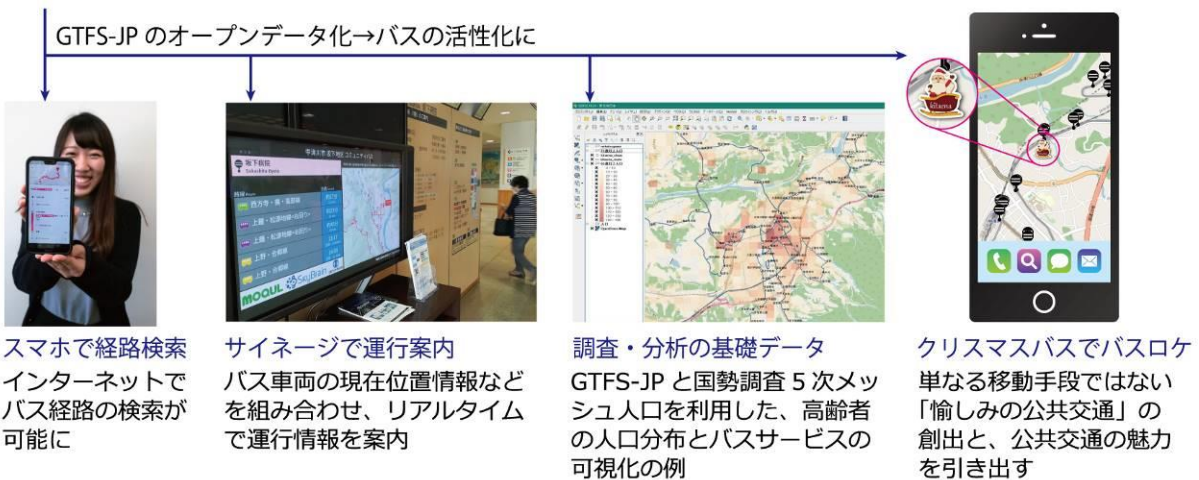 GTFS-JP のオープンデータ化→バスの活性化に
坂下病院
MOQUL SkyBrain
kitama
スマホで経路検索
インターネットで
バス経路の検索が
可能に
サイネージで運行案内
バス車両の現在位置情報など
を組み合わせ、リアルタイム
で運行情報を案内
調査・分析の基礎データ
GTFS-JP と国勢調査 5 次メッ
シュ人口を利用した、高齢者
の人口分布とバスサービスの
可視化の例
クリスマスバスでバスロケ
単なる移動手段ではない
「愉しみの公共交通」の
創出と、公共交通の魅力
を引き出す